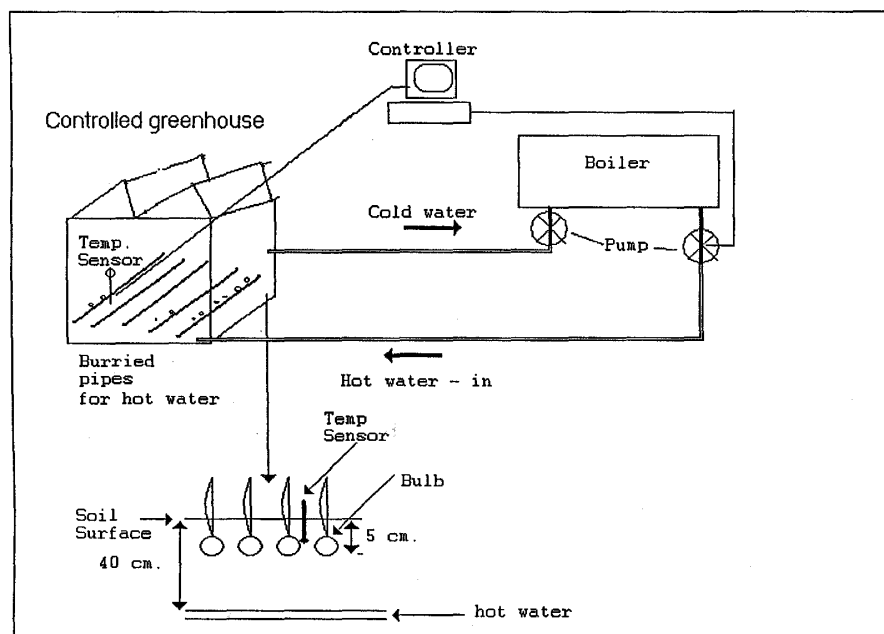 Controller
Controlled greenhouse
Boiler
Cold water
Temp.
Sensor
Pump
Burried
pipes
for hot water
Hot water - in
Temp
Sensor
Bulb
Soil
Surface
5 cm.
40 cm.
hot water